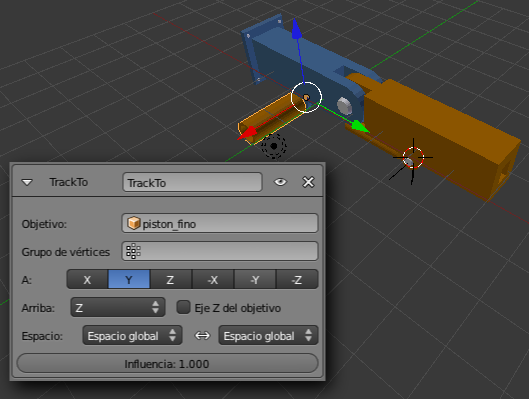 TrackTo TrackTo
Objetivo: piston_fino
Grupo de vértices
A: X Y Z -X -Y -Z
Arriba: Z Eje Z del objetivo
Espacio: Espacio global Espacio global
Influencia: 1.000